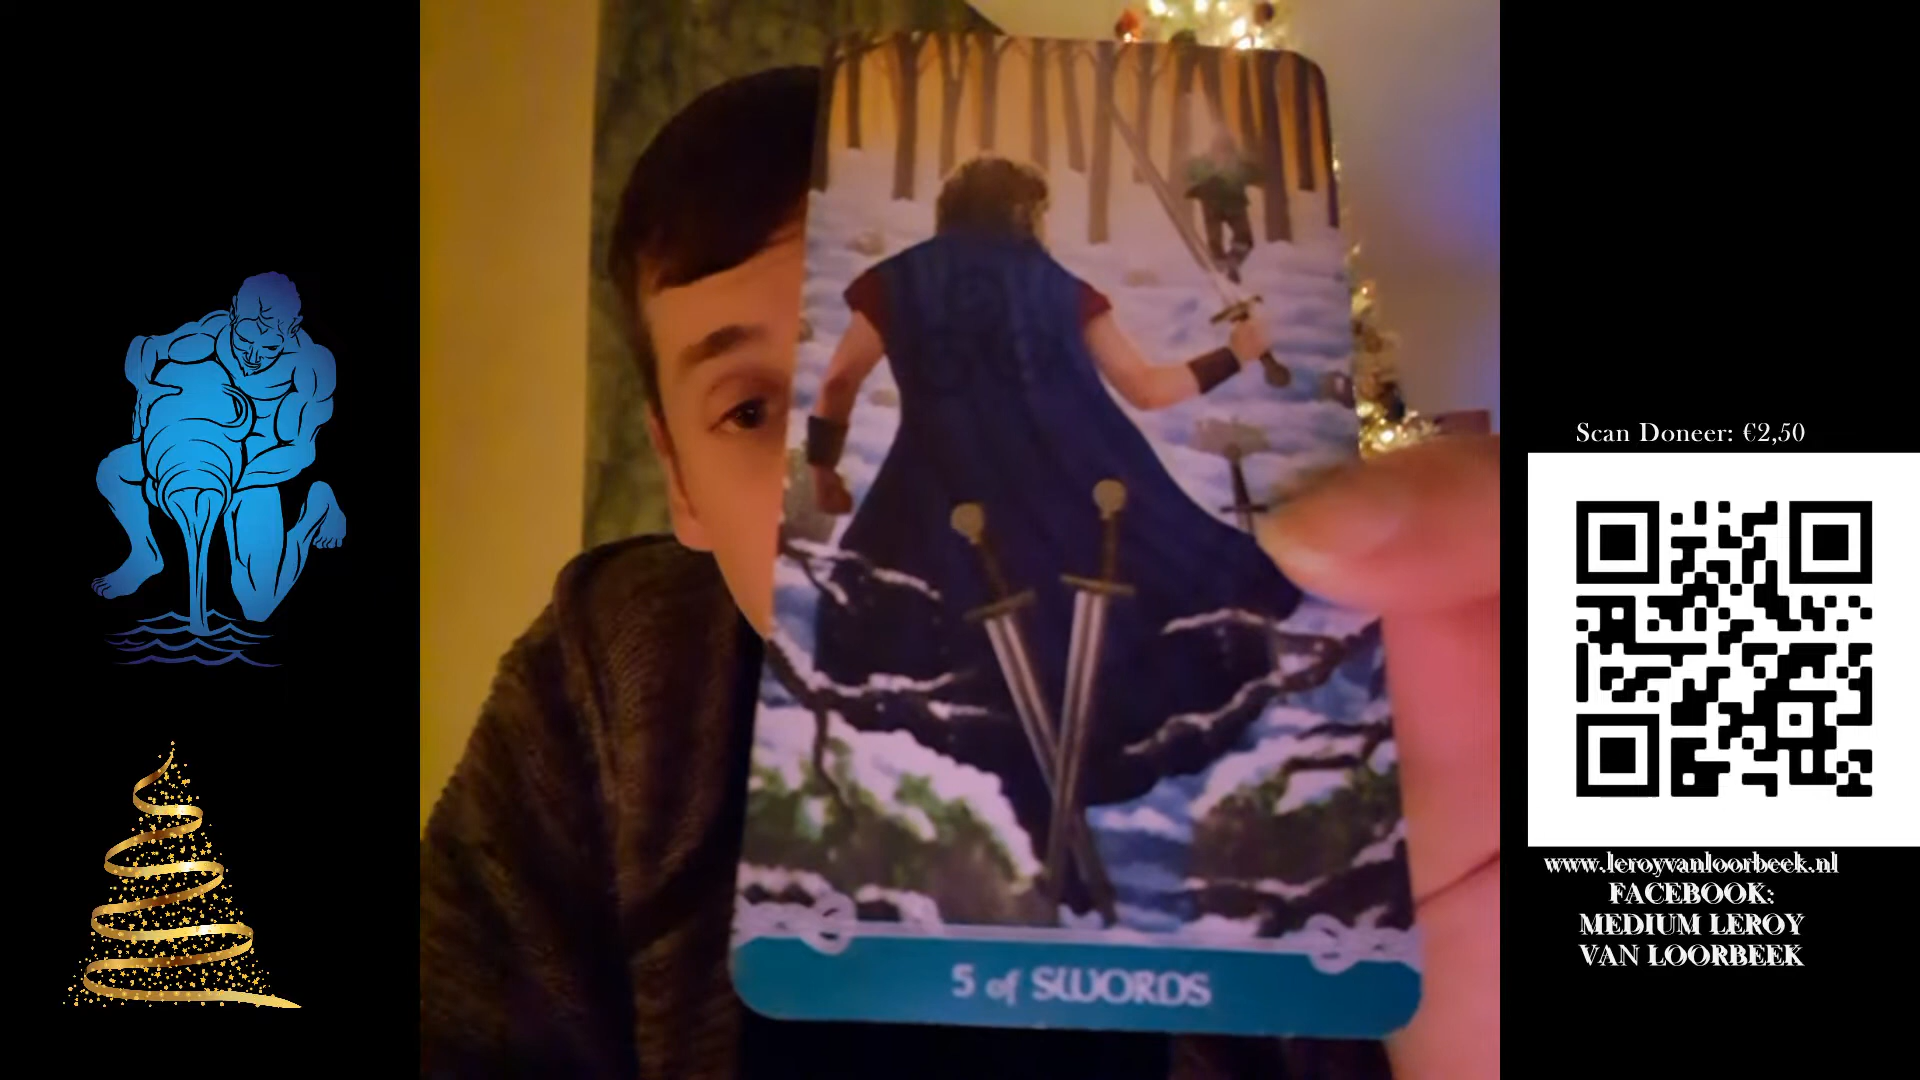 5 of SWORDS
Scan Doneer: €2,50
www.leroyvanloorbeek.nl
FACEBOOK:
MEDIUM LEROY
VAN LOORBEEK